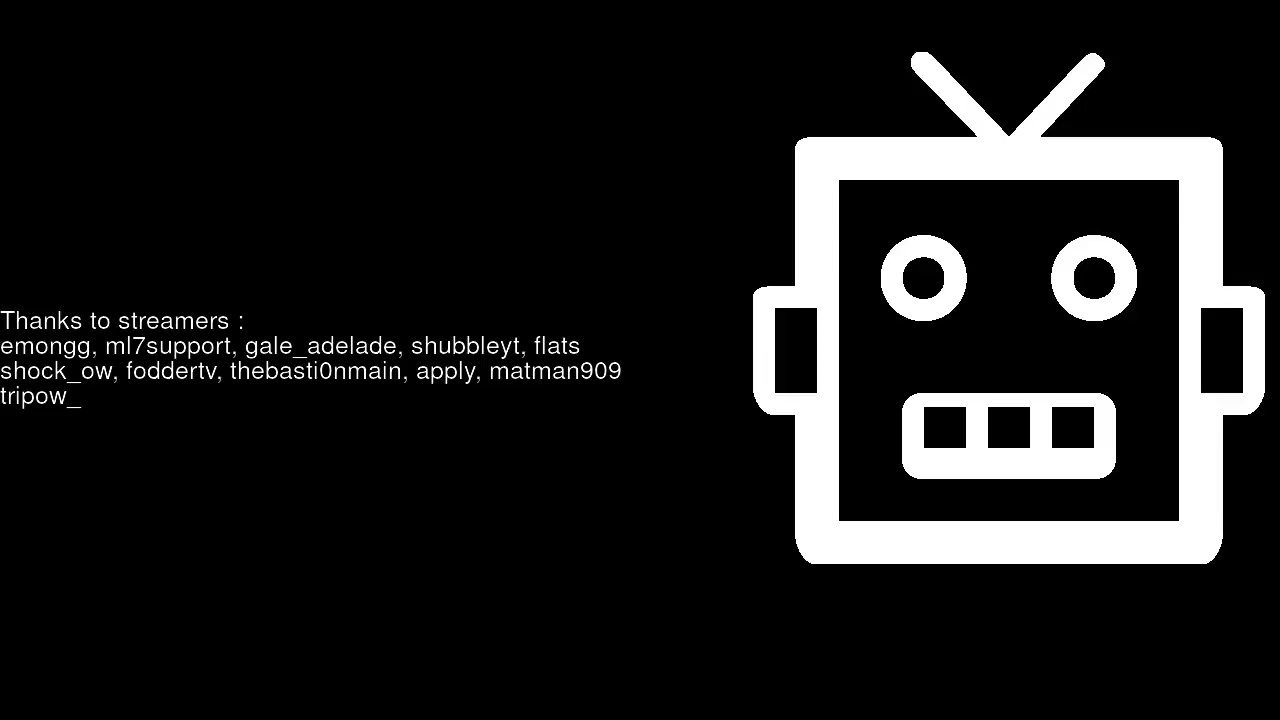 Thanks to streamers :
emongg, ml7support, gale_adelade, shubbleyt, flats
shock_ow, foddertv, thebasti0nmain, apply, matman909
tripow_